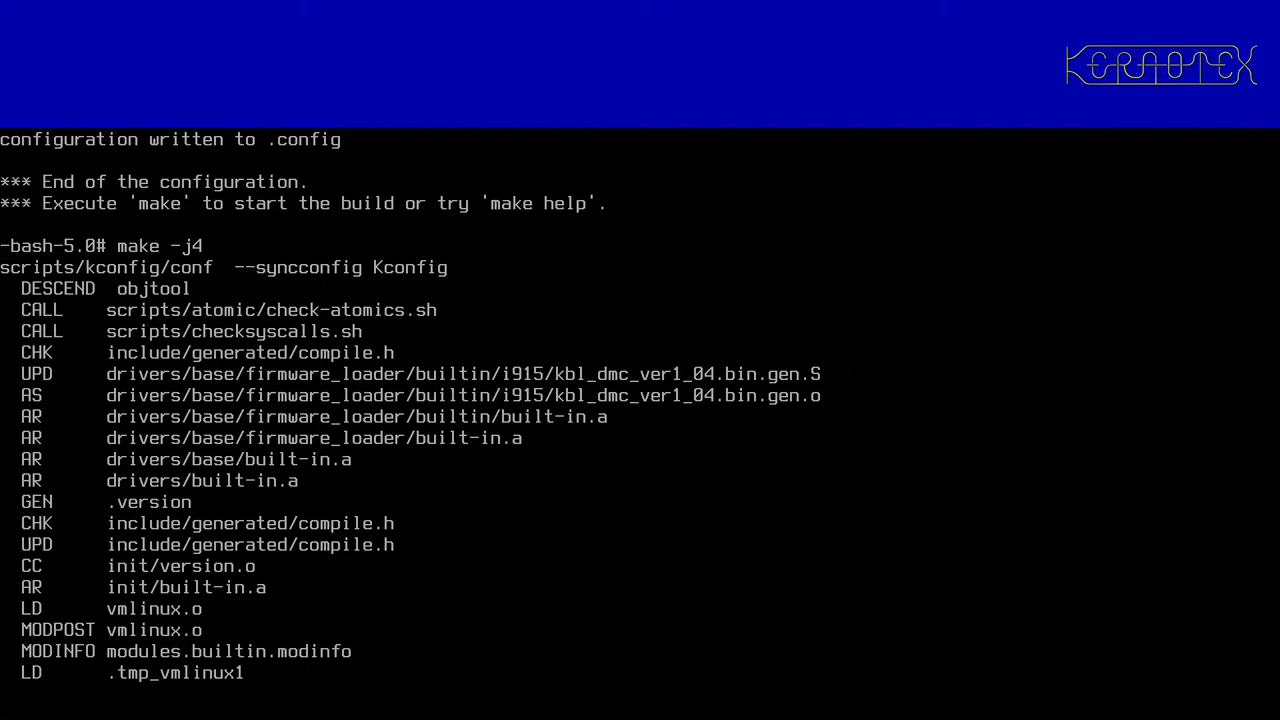 KERAOTEX
configuration written to .config
*** End of the configuration.
*** Execute 'make' to start the build or try 'make help'.
-bash-5.0# make -j4
scripts/kconfig/conf  --syncconfig Kconfig
  DESCEND  objtool
  CALL    scripts/atomic/check-atomics.sh
  CALL    scripts/checksyscalls.sh
  CHK     include/generated/compile.h
  UPD     drivers/base/firmware_loader/builtin/i915/kbl_dmc_ver1_04.bin.gen.S
  AS      drivers/base/firmware_loader/builtin/i915/kbl_dmc_ver1_04.bin.gen.o
  AR      drivers/base/firmware_loader/builtin/built-in.a
  AR      drivers/base/firmware_loader/built-in.a
  AR      drivers/base/built-in.a
  AR      drivers/built-in.a
  GEN     .version
  CHK     include/generated/compile.h
  UPD     include/generated/compile.h
  CC      init/version.o
  AR      init/built-in.a
  LD      vmlinux.o
  MODPOST vmlinux.o
  MODINFO modules.builtin.modinfo
  LD      .tmp_vmlinux1